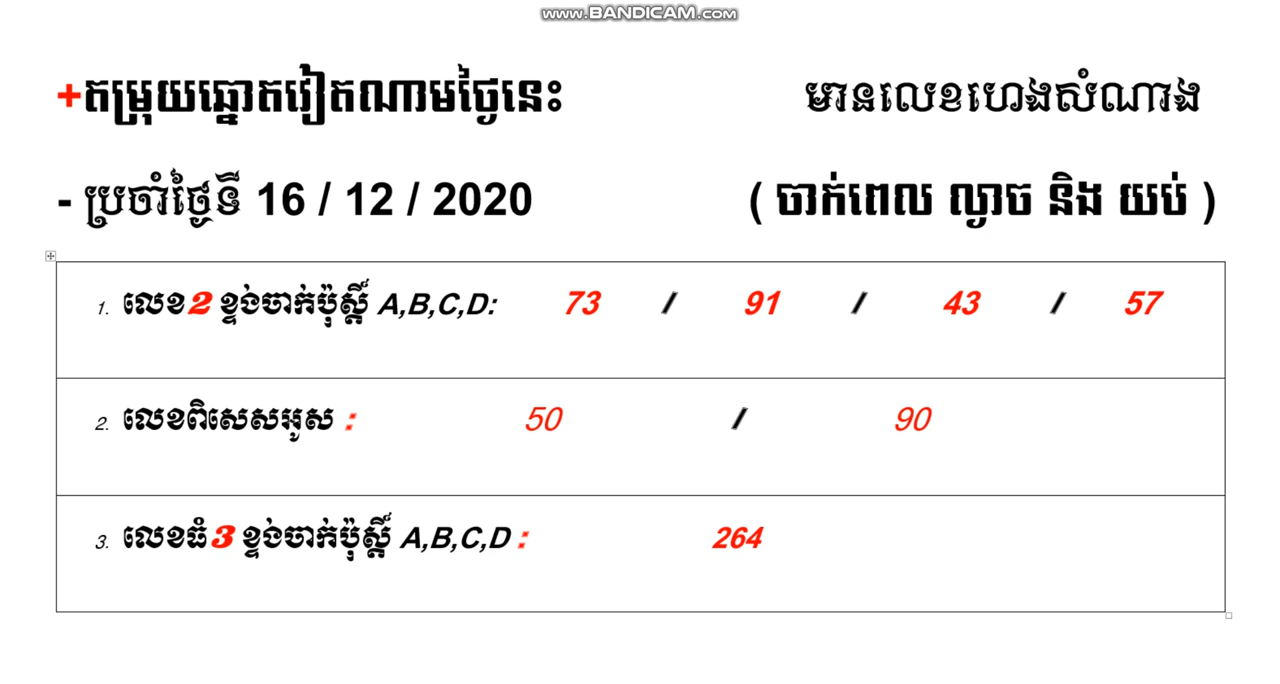 www.BANDICAM.com
+តម្រុយឆ្នោតវៀតណាមថ្ងៃនេះ មានលេខហេងសំណាង
- ប្រចាំថ្ងៃទី 16 / 12 / 2020 ( ចាក់ពេល ល្ងាច និង យប់ )
1. លេខ2 ខ្ទង់ចាក់ប៉ុស្តិ៍ A,B,C,D: 73 / 91 / 43 / 57
2. លេខពិសេសអូស : 50 / 90
3. លេខធំ3 ខ្ទង់ចាក់ប៉ុស្តិ៍ A,B,C,D : 264